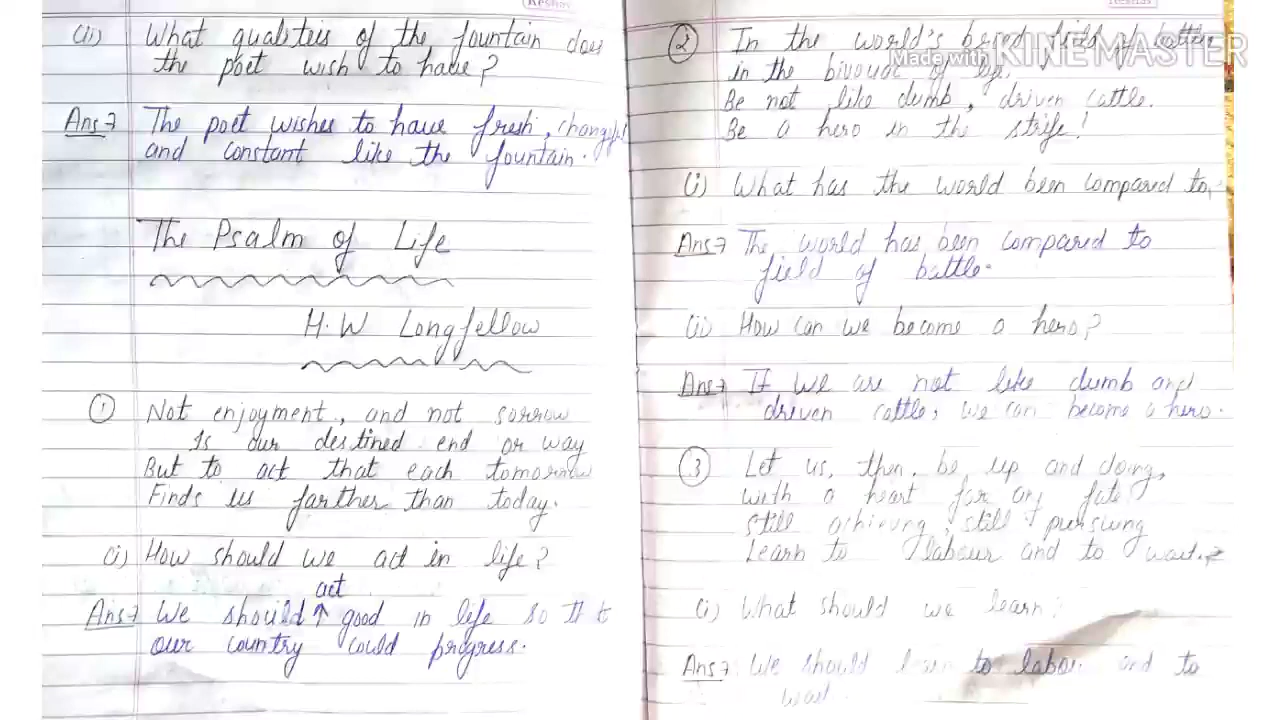 Keshav
(ii) What qualities of the fountain does
the poet wish to have?
Ans→ The poet wishes to have fresh, changeful
and constant like the fountain.
The Psalm of Life
H.W Longfellow
① Not enjoyment, and not sorrow
Is our destined end or way
But to act that each tomorrow
Finds us farther than today.
(i) How should we act in life?
act
Ans→ We should ↑ good in life so
our country could progress.
② In the world's broad field of battle
in the bivouac of life.
Be not like dumb, driven cattle.
Be a hero in the strife!
(i) What has the world been compared to,
Ans→ The world has been compared to
field of battle.
(ii) How can we become a hero?
Ans→ If we are not like dumb and
driven cattle, we can become a hero.
③ Let us, then, be up and doing,
with a heart for any fate,
still achieving, still pursuing
Learn to labour and to wait.
(i) What should we learn?
Ans→ We should learn to labour and to
wait.
Made with KINEMASTER